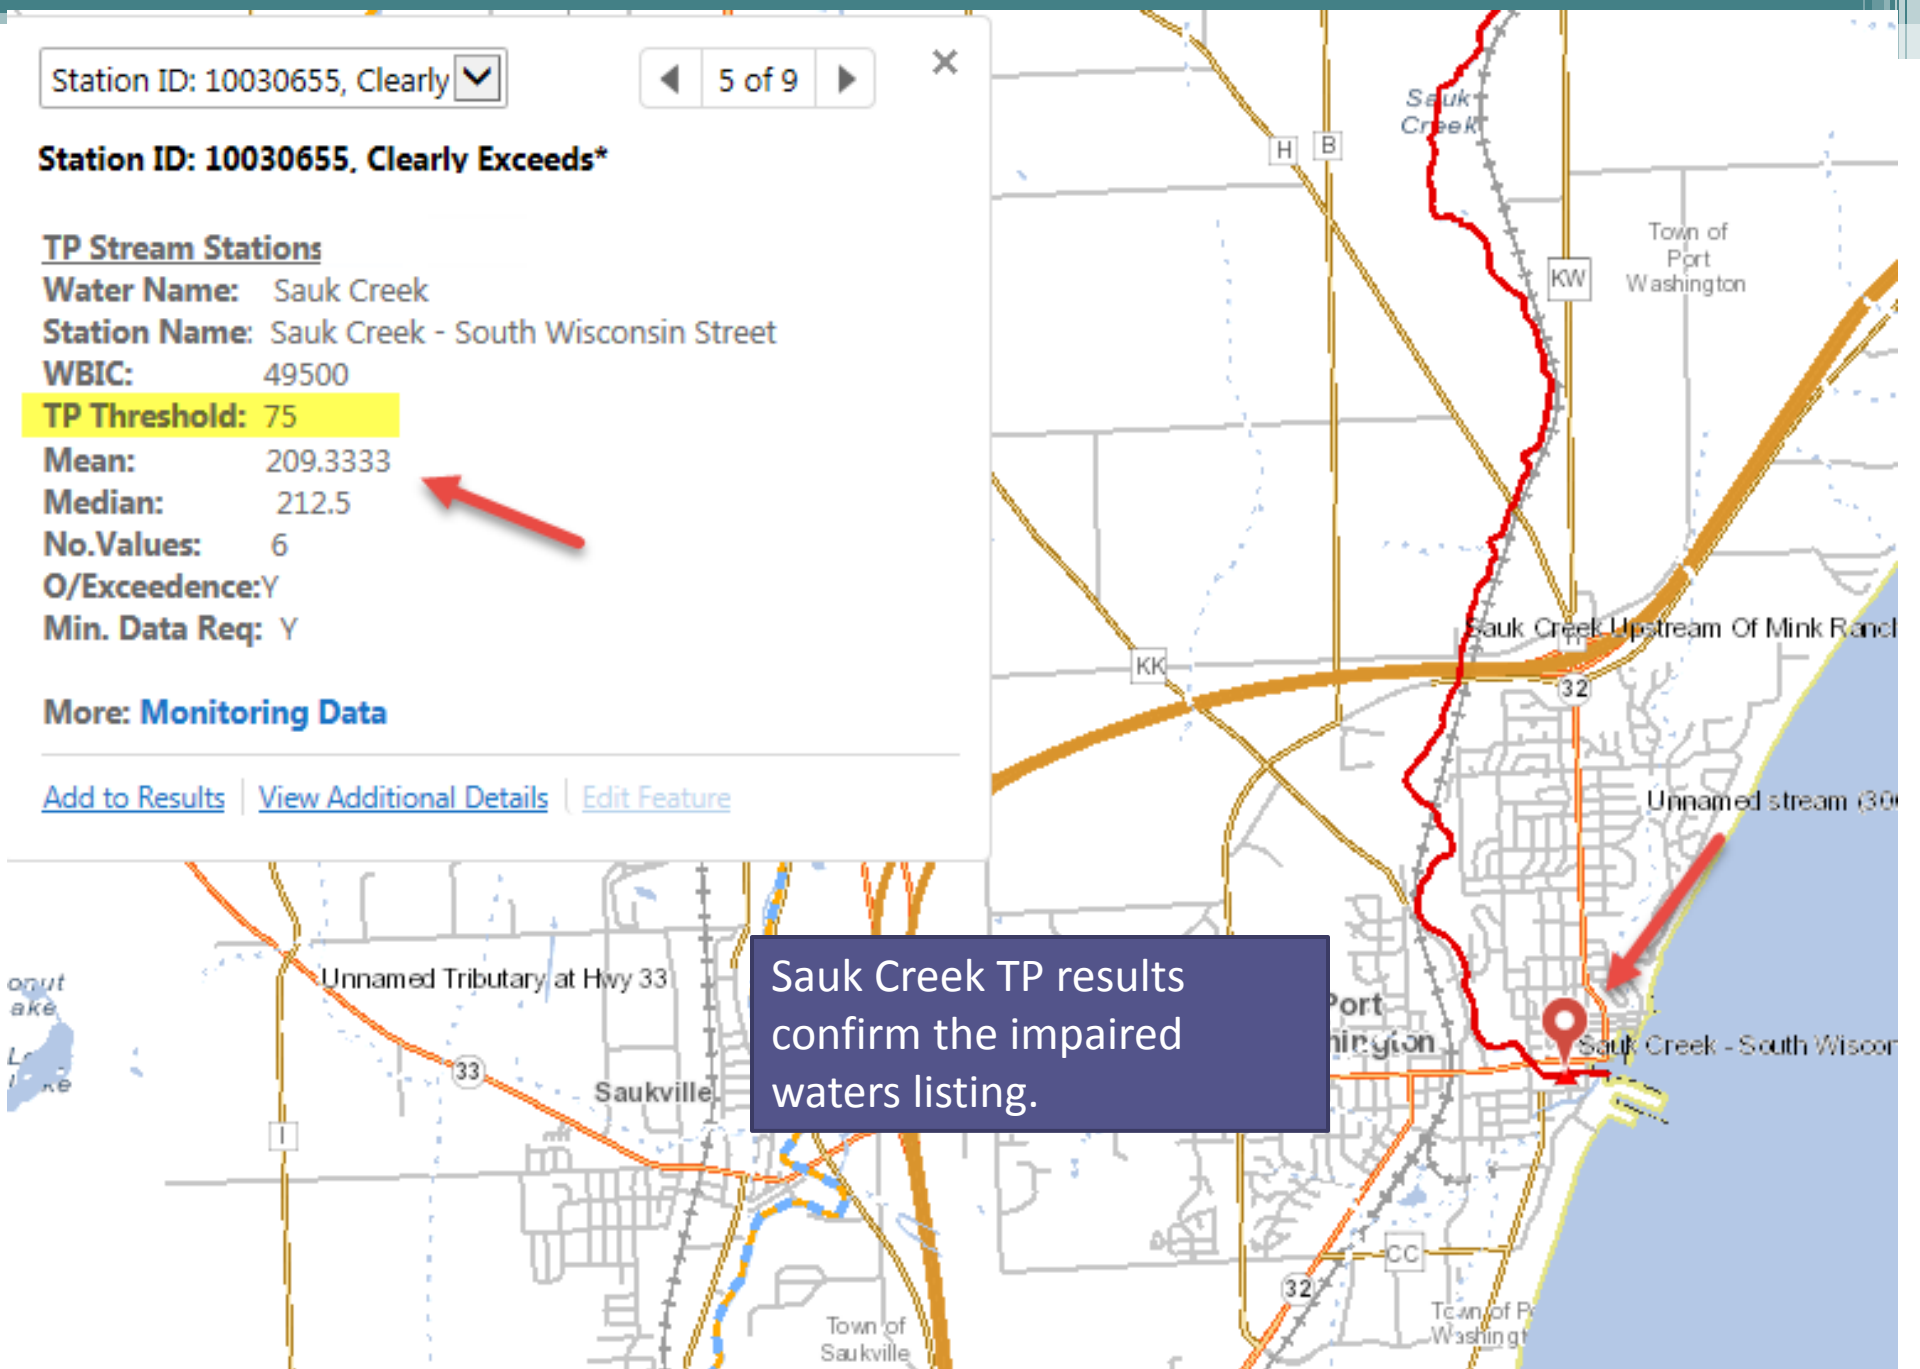 Station ID: 10030655, Clearly
5 of 9
Station ID: 10030655, Clearly Exceeds*
TP Stream Stations
Water Name: Sauk Creek
Station Name: Sauk Creek - South Wisconsin Street
WBIC: 49500
TP Threshold: 75
Mean: 209.3333
Median: 212.5
No.Values: 6
O/Exceedence:Y
Min. Data Req: Y
More: Monitoring Data
Add to Results
View Additional Details
Edit Feature
Sauk
Creek
H
B
Town of
Port
Washington
KW
Sauk Creek Upstream Of Mink Ranch
KK
32
Unnamed stream (30
Unnamed Tributary at Hwy 33
Sauk Creek TP results
confirm the impaired
waters listing.
Port
Sauk Creek - South Wiscon
33
Saukville
I
CC
32
Town of
Saukville
Town of P
Washingt